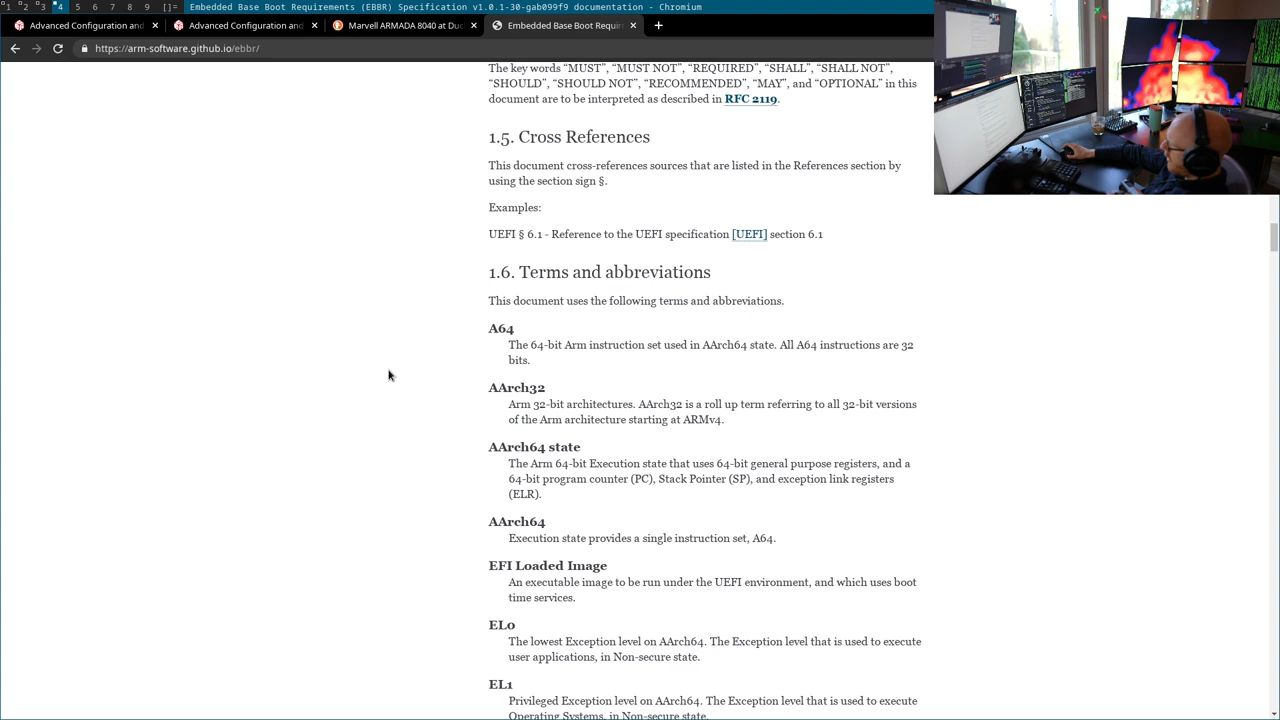 1 2 3 4 5 6 7 8 9 []= Embedded Base Boot Requirements (EBBR) Specification v1.0.1-30-gab099f9 documentation - Chromium
Advanced Configuration and
Advanced Configuration and
Marvell ARMADA 8040 at Duc
Embedded Base Boot Requir
https://arm-software.github.io/ebbr/
The key words “MUST”, “MUST NOT”, “REQUIRED”, “SHALL”, “SHALL NOT”,
“SHOULD”, “SHOULD NOT”, “RECOMMENDED”, “MAY”, and “OPTIONAL” in this
document are to be interpreted as described in RFC 2119.
1.5. Cross References
This document cross-references sources that are listed in the References section by
using the section sign §.
Examples:
UEFI § 6.1 - Reference to the UEFI specification [UEFI] section 6.1
1.6. Terms and abbreviations
This document uses the following terms and abbreviations.
A64
The 64-bit Arm instruction set used in AArch64 state. All A64 instructions are 32
bits.
AArch32
Arm 32-bit architectures. AArch32 is a roll up term referring to all 32-bit versions
of the Arm architecture starting at ARMv4.
AArch64 state
The Arm 64-bit Execution state that uses 64-bit general purpose registers, and a
64-bit program counter (PC), Stack Pointer (SP), and exception link registers
(ELR).
AArch64
Execution state provides a single instruction set, A64.
EFI Loaded Image
An executable image to be run under the UEFI environment, and which uses boot
time services.
EL0
The lowest Exception level on AArch64. The Exception level that is used to execute
user applications, in Non-secure state.
EL1
Privileged Exception level on AArch64. The Exception level that is used to execute
Operating Systems, in Non-secure state.